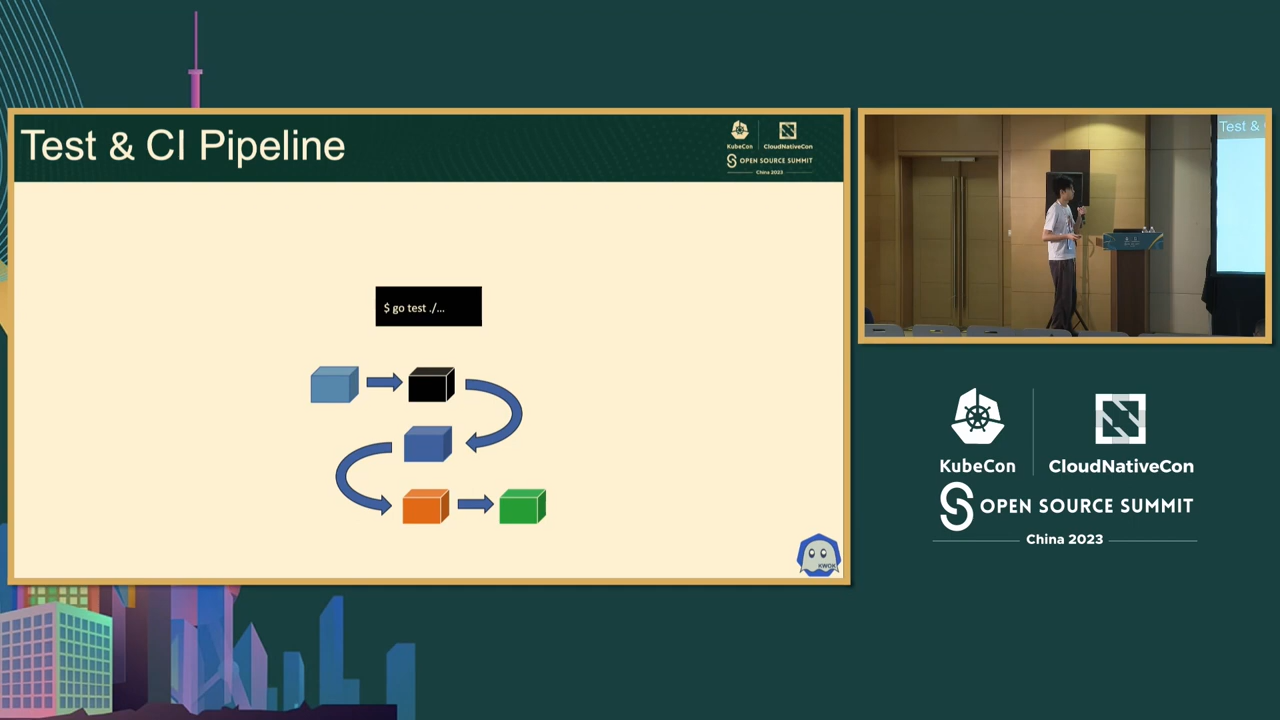 Test & CI Pipeline
KubeCon
CloudNativeCon
OPEN SOURCE SUMMIT
China 2023
$ go test ./...
KWOK
Test &
KubeCon
CloudNativeCon
OPEN SOURCE SUMMIT
China 2023